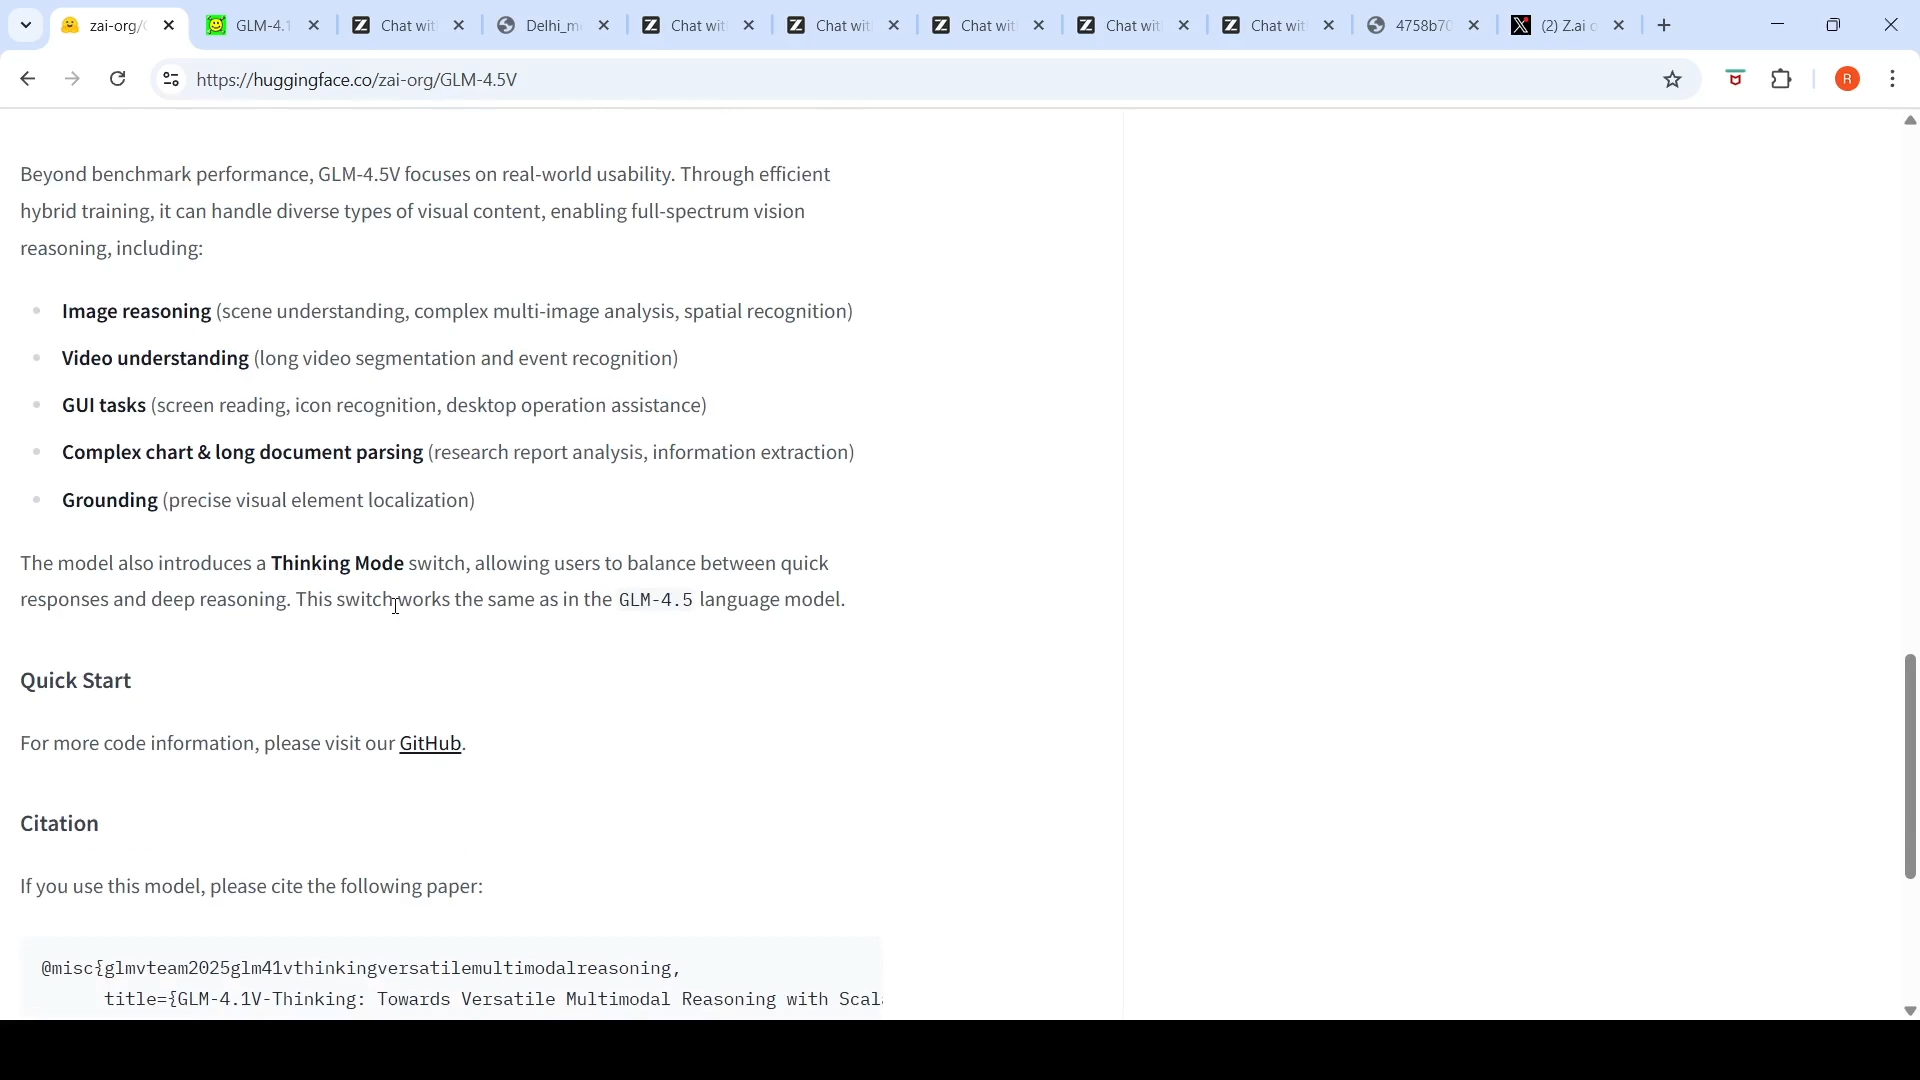 zai-org/
GLM-4.1
Chat wit
Delhi_m
Chat wit
Chat wit
Chat wit
Chat wit
Chat wit
4758b70
(2) Z.ai o
https://huggingface.co/zai-org/GLM-4.5V
R
Beyond benchmark performance, GLM-4.5V focuses on real-world usability. Through efficient
hybrid training, it can handle diverse types of visual content, enabling full-spectrum vision
reasoning, including:
Image reasoning (scene understanding, complex multi-image analysis, spatial recognition)
Video understanding (long video segmentation and event recognition)
GUI tasks (screen reading, icon recognition, desktop operation assistance)
Complex chart & long document parsing (research report analysis, information extraction)
Grounding (precise visual element localization)
The model also introduces a Thinking Mode switch, allowing users to balance between quick
responses and deep reasoning. This switch works the same as in the GLM-4.5 language model.
Quick Start
For more code information, please visit our GitHub.
Citation
If you use this model, please cite the following paper:
@misc{glmvteam2025glm41vthinkingversatilemultimodalreasoning,
title={GLM-4.1V-Thinking: Towards Versatile Multimodal Reasoning with Scal